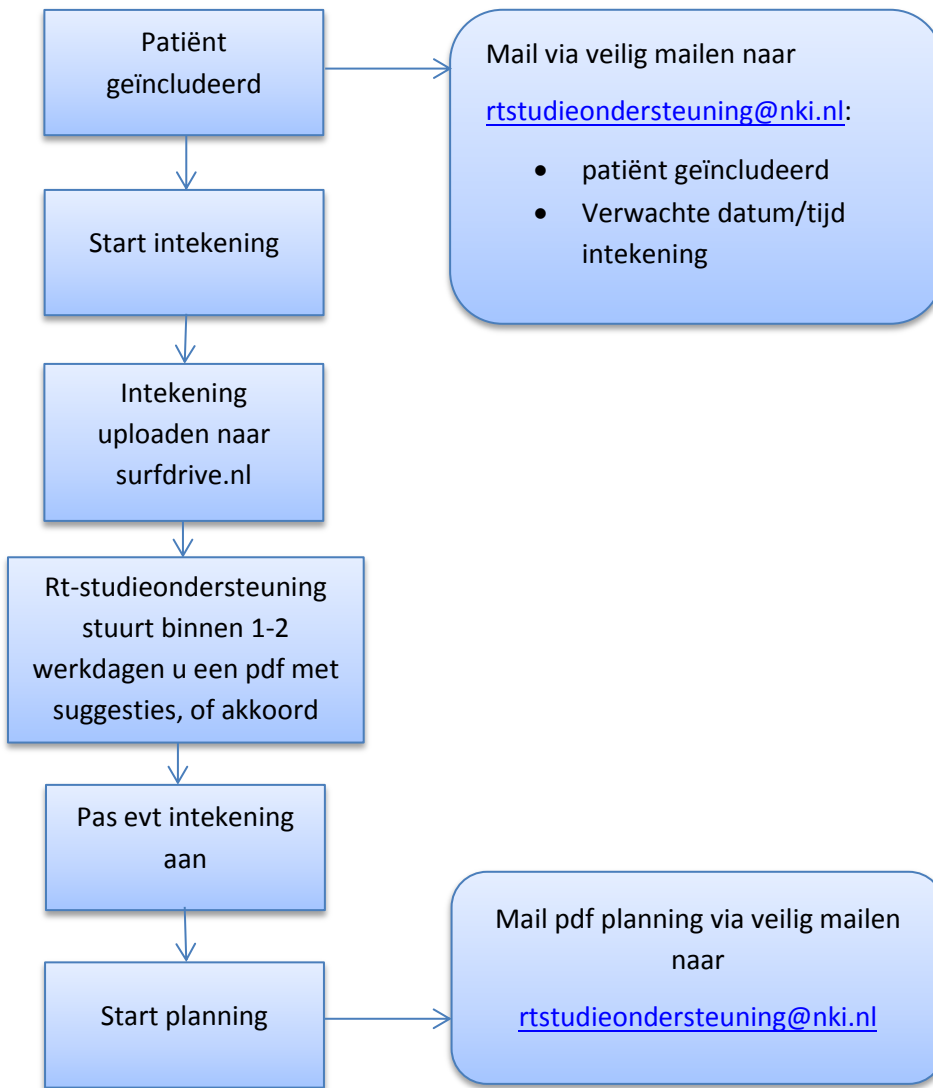 Patiënt
geïncludeerd
Mail via veilig mailen naar
rtstudieondersteuning@nki.nl:
• patiënt geïncludeerd
• Verwachte datum/tijd
intekening
Start intekening
Intekening
uploaden naar
surfdrive.nl
Rt-studieondersteuning
stuurt binnen 1-2
werkdagen u een pdf met
suggesties, of akkoord
Pas evt intekening
aan
Start planning
Mail pdf planning via veilig mailen
naar
rtstudieondersteuning@nki.nl